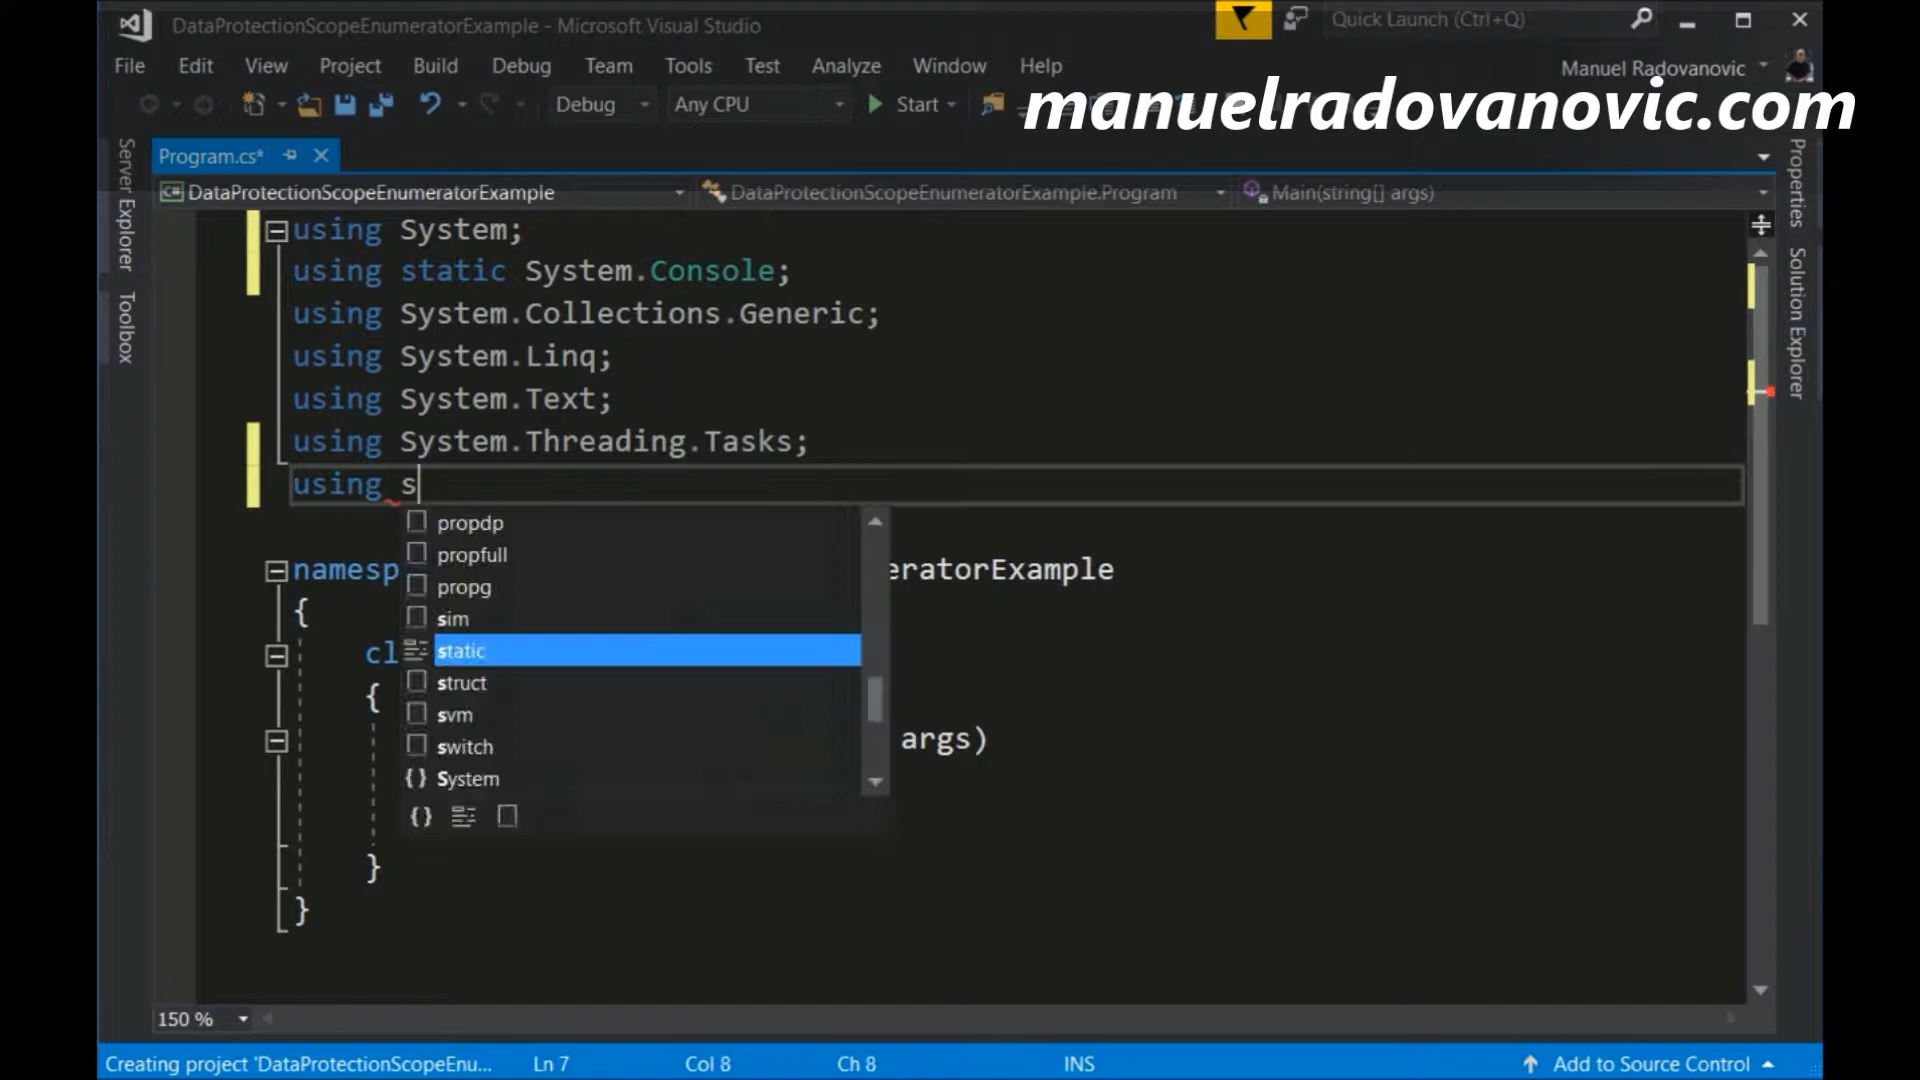 DataProtectionScopeEnumeratorExample - Microsoft Visual Studio
Quick Launch (Ctrl+Q)
File Edit View Project Build Debug Team Tools Test Analyze Window Help
Manuel Radovanovic
Debug Any CPU Start
manuelradovanovic.com
Program.cs*
DataProtectionScopeEnumeratorExample
DataProtectionScopeEnumeratorExample.Program
Main(string[] args)
Server Explorer
Toolbox
Properties
Solution Explorer
using System;
using static System.Console;
using System.Collections.Generic;
using System.Linq;
using System.Text;
using System.Threading.Tasks;
using s
propdp
propfull
propg
sim
static
struct
svm
switch
{} System
{}
namesp eratorExample
{
cl
{
args)
}
}
150 %
Creating project 'DataProtectionScopeEnu... Ln 7 Col 8 Ch 8 INS Add to Source Control